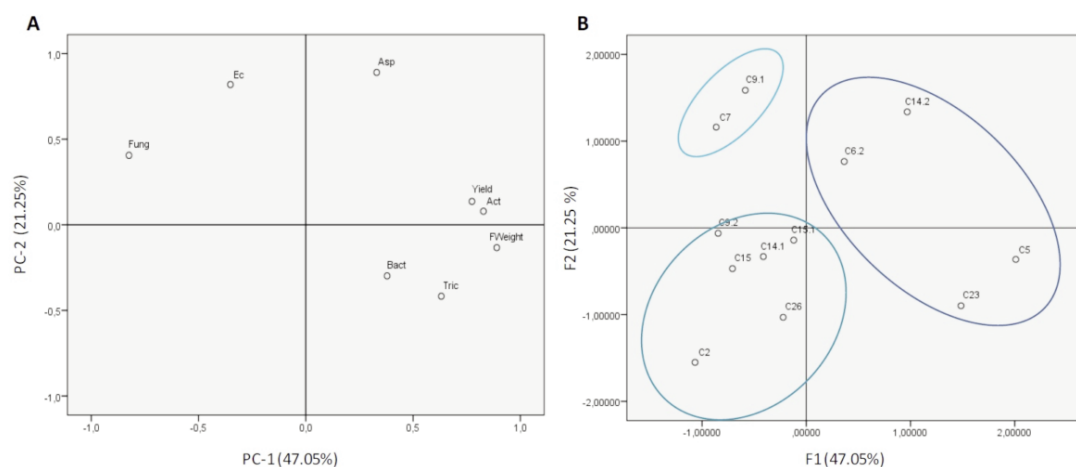 A
1,0
0,5
0,0
-0,5
-1,0
-1,0
-0,5
0,0
0,5
1,0
PC-2 (21.25%)
PC-1 (47.05%)
Ec
Asp
Fung
Yield
Act
FWeight
Bact
Tric
B
2,00000
1,00000
,00000
-1,00000
-2,00000
-1,00000
,00000
1,00000
2,00000
F2 (21.25 %)
F1 (47.05%)
C9.1
C7
C14.2
C6.2
C9.2
C15.1
C14.1
C15
C5
C23
C26
C2